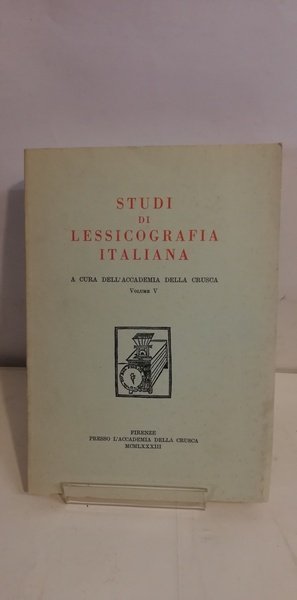 STUDI
DI
LESSICOGRAFIA
ITALIANA
A CURA DELL'ACCADEMIA DELLA CRUSCA
VOLUME V
FIRENZE
PRESSO L'ACCADEMIA DELLA CRUSCA
MCMLXXXIII